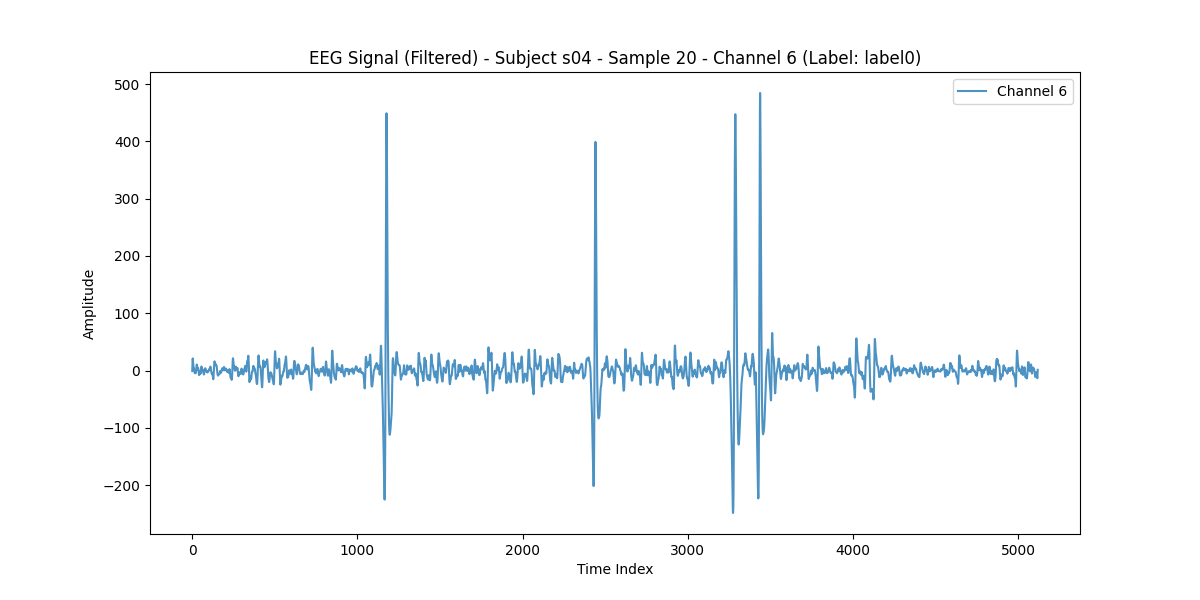 EEG Signal (Filtered) - Subject s04 - Sample 20 - Channel 6 (Label: label0)
Channel 6
500
400
300
200
100
0
−100
−200
Amplitude
0 1000 2000 3000 4000 5000
Time Index